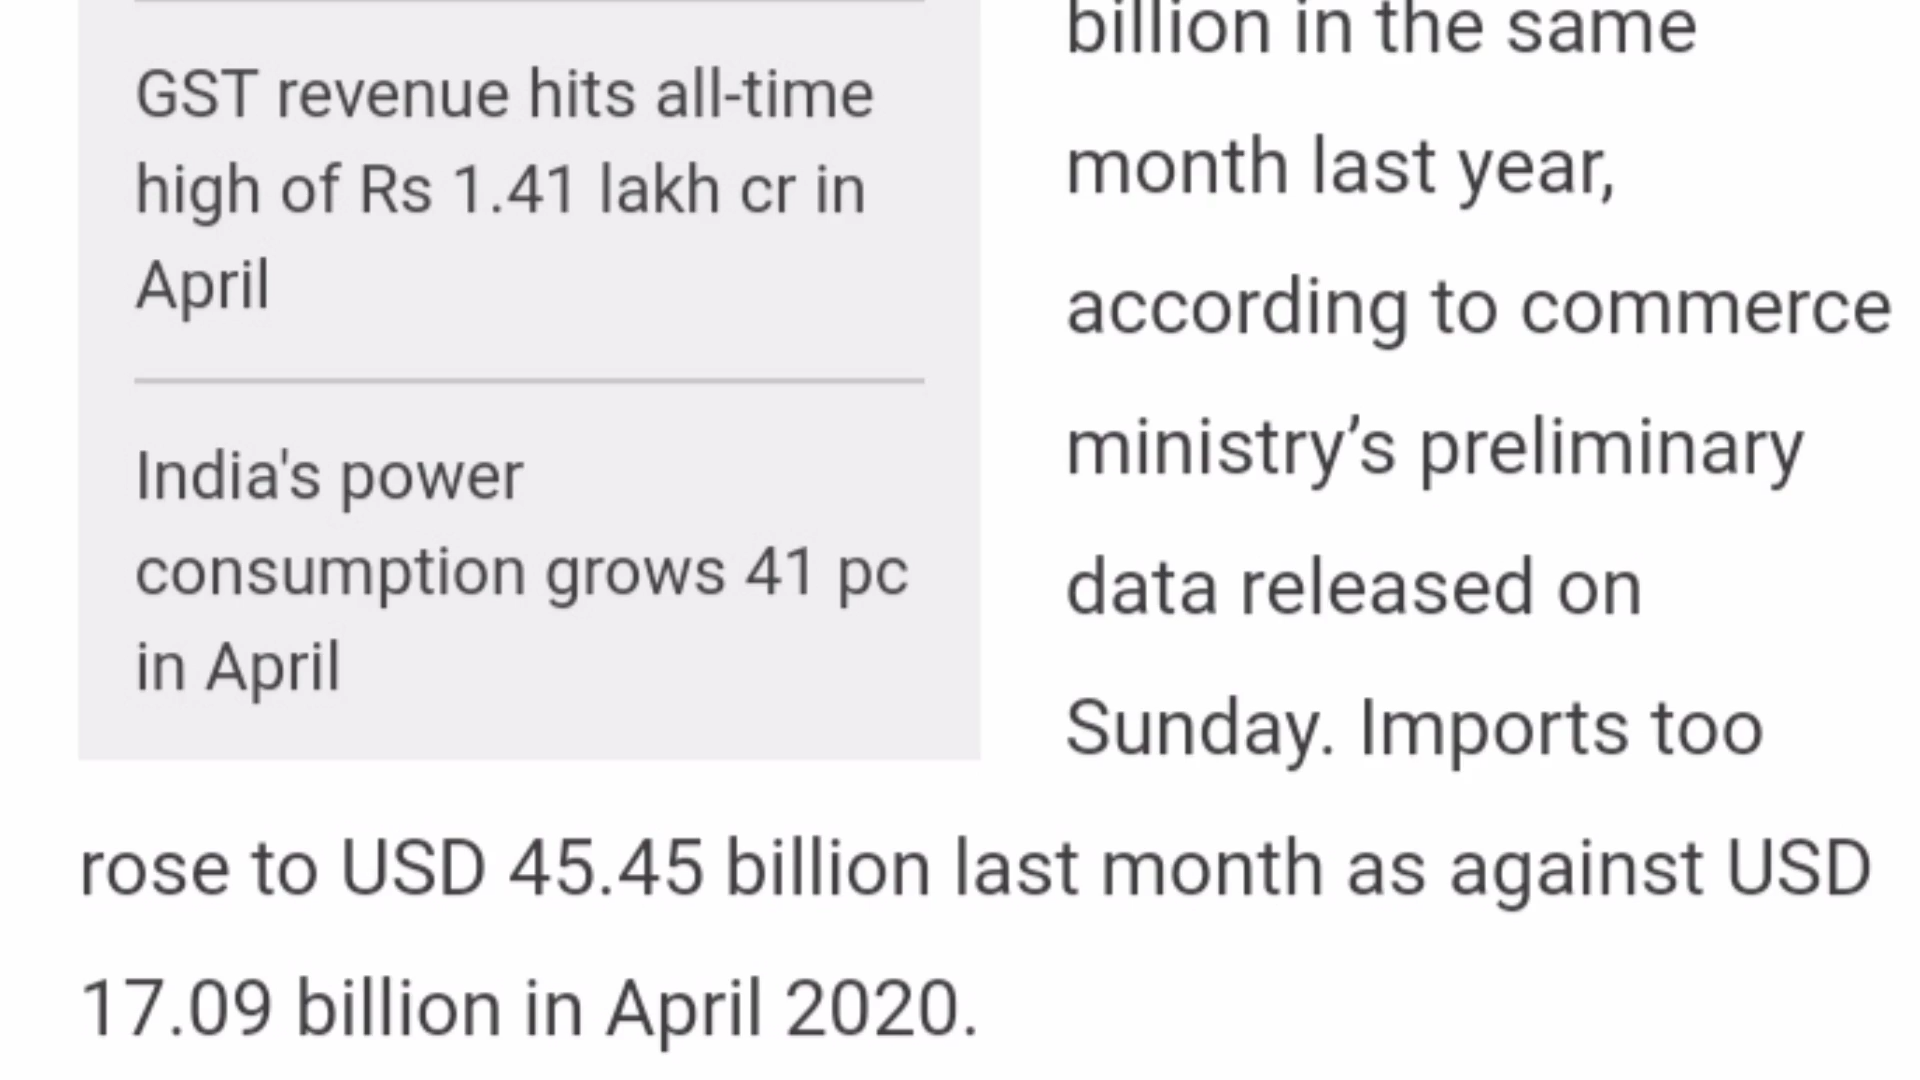 GST revenue hits all-time
high of Rs 1.41 lakh cr in
April
India's power
consumption grows 41 pc
in April
billion in the same
month last year,
according to commerce
ministry’s preliminary
data released on
Sunday. Imports too
rose to USD 45.45 billion last month as against USD
17.09 billion in April 2020.